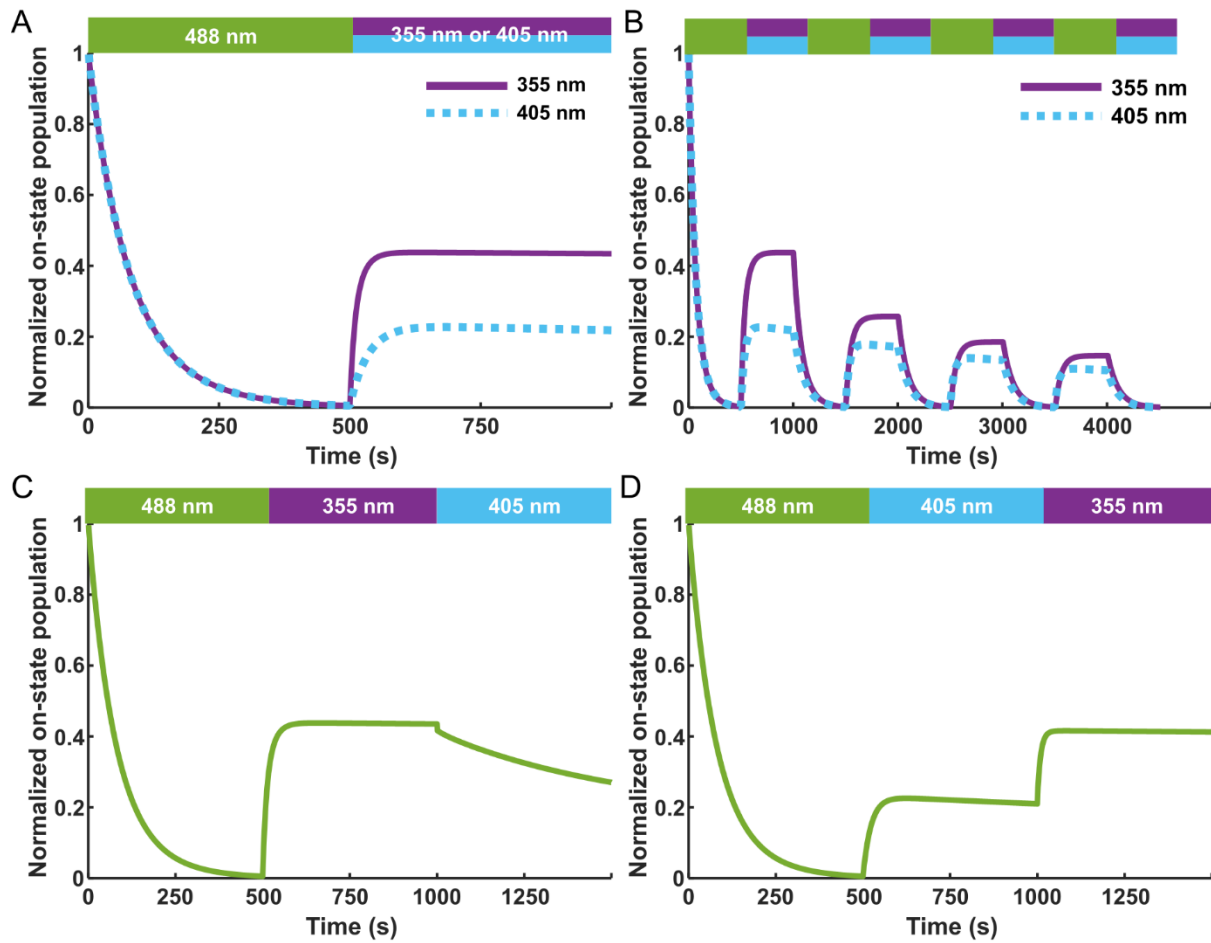 A
488 nm
355 nm or 405 nm
Normalized on-state population
1
0.8
0.6
0.4
0.2
0
355 nm
405 nm
0
250
500
750
Time (s)
B
Normalized on-state population
1
0.8
0.6
0.4
0.2
0
355 nm
405 nm
0
1000
2000
3000
4000
Time (s)
C
488 nm
355 nm
405 nm
Normalized on-state population
1
0.8
0.6
0.4
0.2
0
0
250
500
750
1000
1250
Time (s)
D
488 nm
405 nm
355 nm
Normalized on-state population
1
0.8
0.6
0.4
0.2
0
0
250
500
750
1000
1250
Time (s)